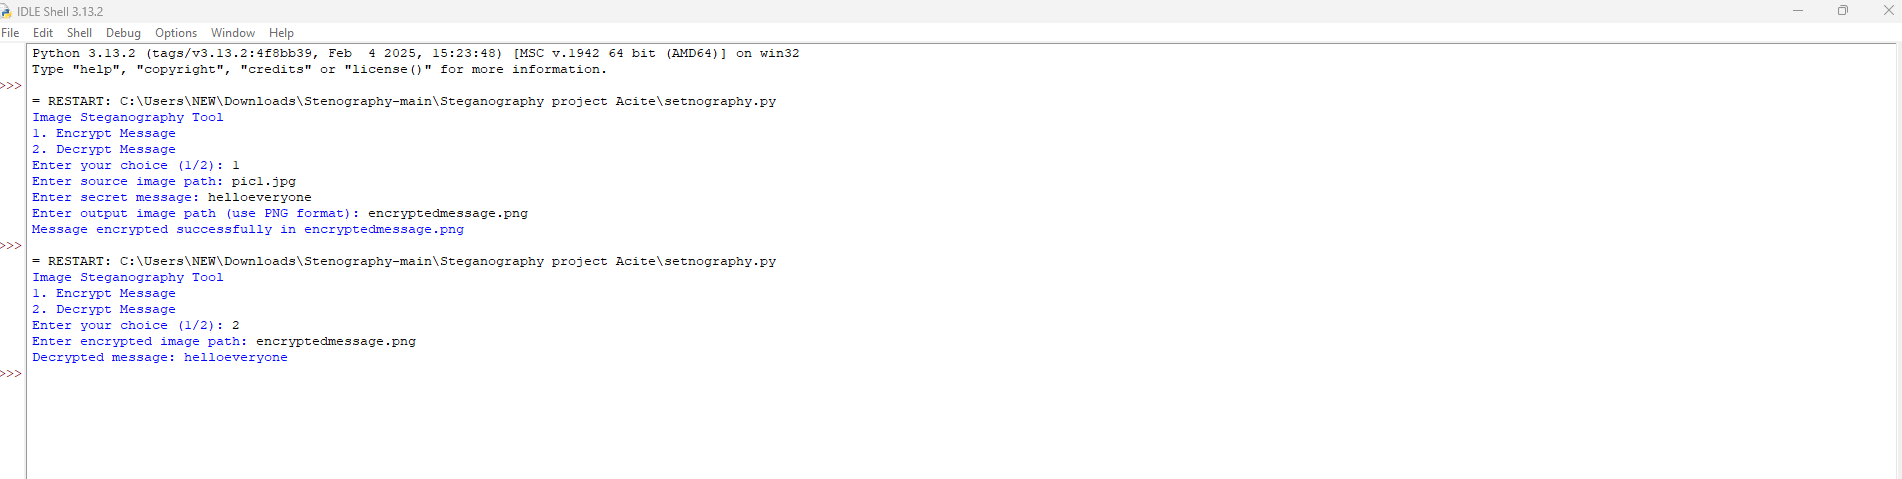 IDLE Shell 3.13.2
File Edit Shell Debug Options Window Help
Python 3.13.2 (tags/v3.13.2:4f8bb39, Feb  4 2025, 15:23:48) [MSC v.1942 64 bit (AMD64)] on win32
Type "help", "copyright", "credits" or "license()" for more information.
>>>
= RESTART: C:\Users\NEW\Downloads\Stenography-main\Steganography project Acite\setnography.py
Image Steganography Tool
1. Encrypt Message
2. Decrypt Message
Enter your choice (1/2): 1
Enter source image path: pic1.jpg
Enter secret message: helloeveryone
Enter output image path (use PNG format): encryptedmessage.png
Message encrypted successfully in encryptedmessage.png
>>>
= RESTART: C:\Users\NEW\Downloads\Stenography-main\Steganography project Acite\setnography.py
Image Steganography Tool
1. Encrypt Message
2. Decrypt Message
Enter your choice (1/2): 2
Enter encrypted image path: encryptedmessage.png
Decrypted message: helloeveryone
>>>